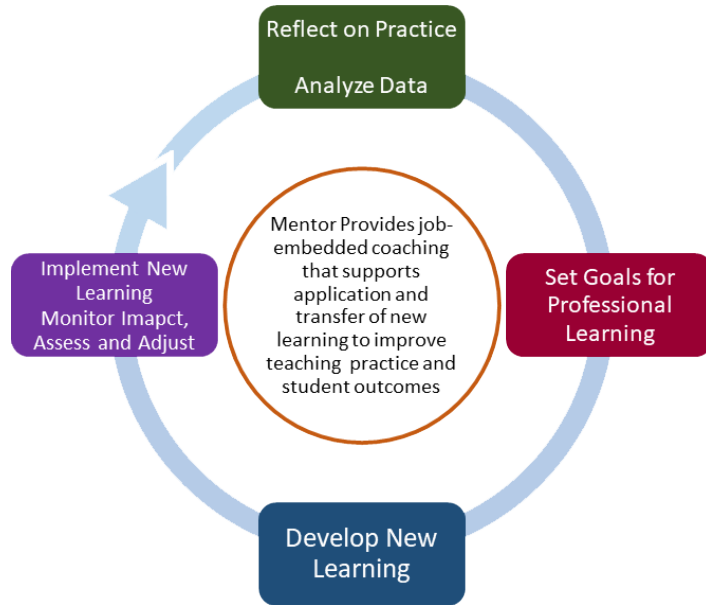 Reflect on Practice
Analyze Data
Mentor Provides job-
embedded coaching
that supports
application and
transfer of new
learning to improve
teaching practice and
student outcomes
Set Goals for
Professional
Learning
Develop New
Learning
Implement New
Learning
Monitor Imapct,
Assess and Adjust